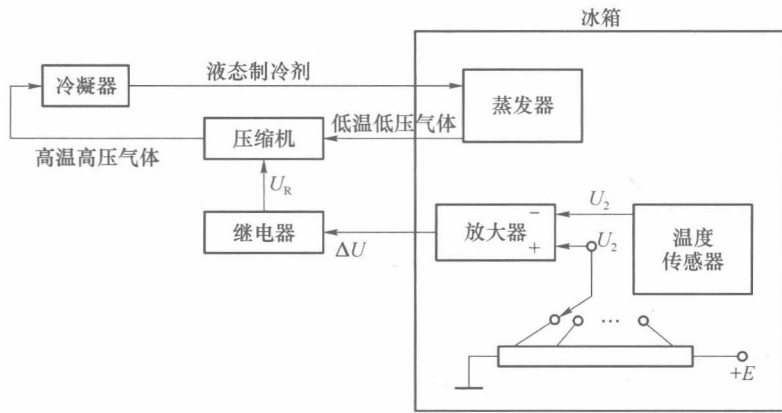 冰箱
冷凝器
液态制冷剂
蒸发器
压缩机
低温低压气体
高温高压气体
U_R
继电器
ΔU
放大器
−
+
U_2
U_2
温度
传感器
...
+E